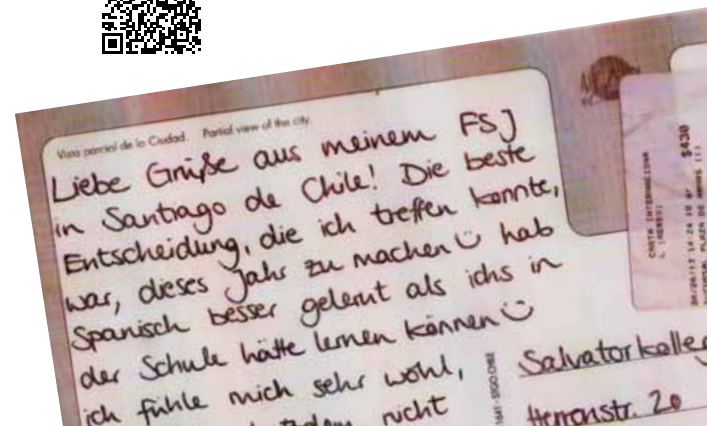 Vista parcial de la Ciudad. Partial view of the city.
Liebe Grüße aus meinem FSJ
in Santiago de Chile! Die beste
Entscheidung, die ich treffen konnte,
war, dieses Jahr zu machen ü hab
Spanisch besser gelernt als ichs in
der Schule hätte lernen können ü
ich fühle mich sehr wohl,
nicht
CARTA
$430
Salvatorkolleg
Herrenstr. 20